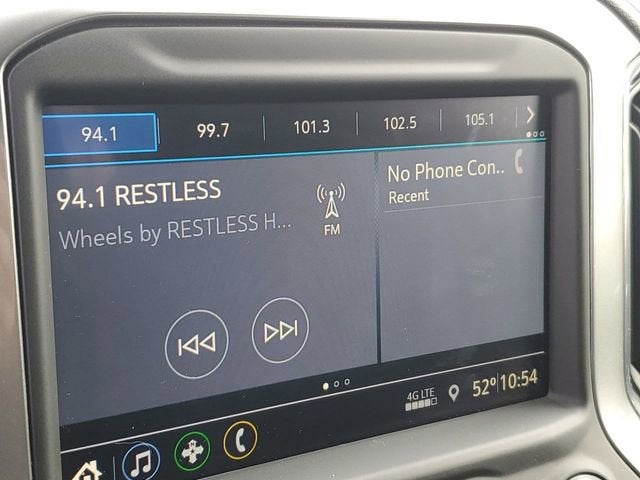 94.1 99.7 101.3 102.5 105.1
94.1 RESTLESS
Wheels by RESTLESS H...
FM
No Phone Con..
Recent
4G LTE
52° 10:54